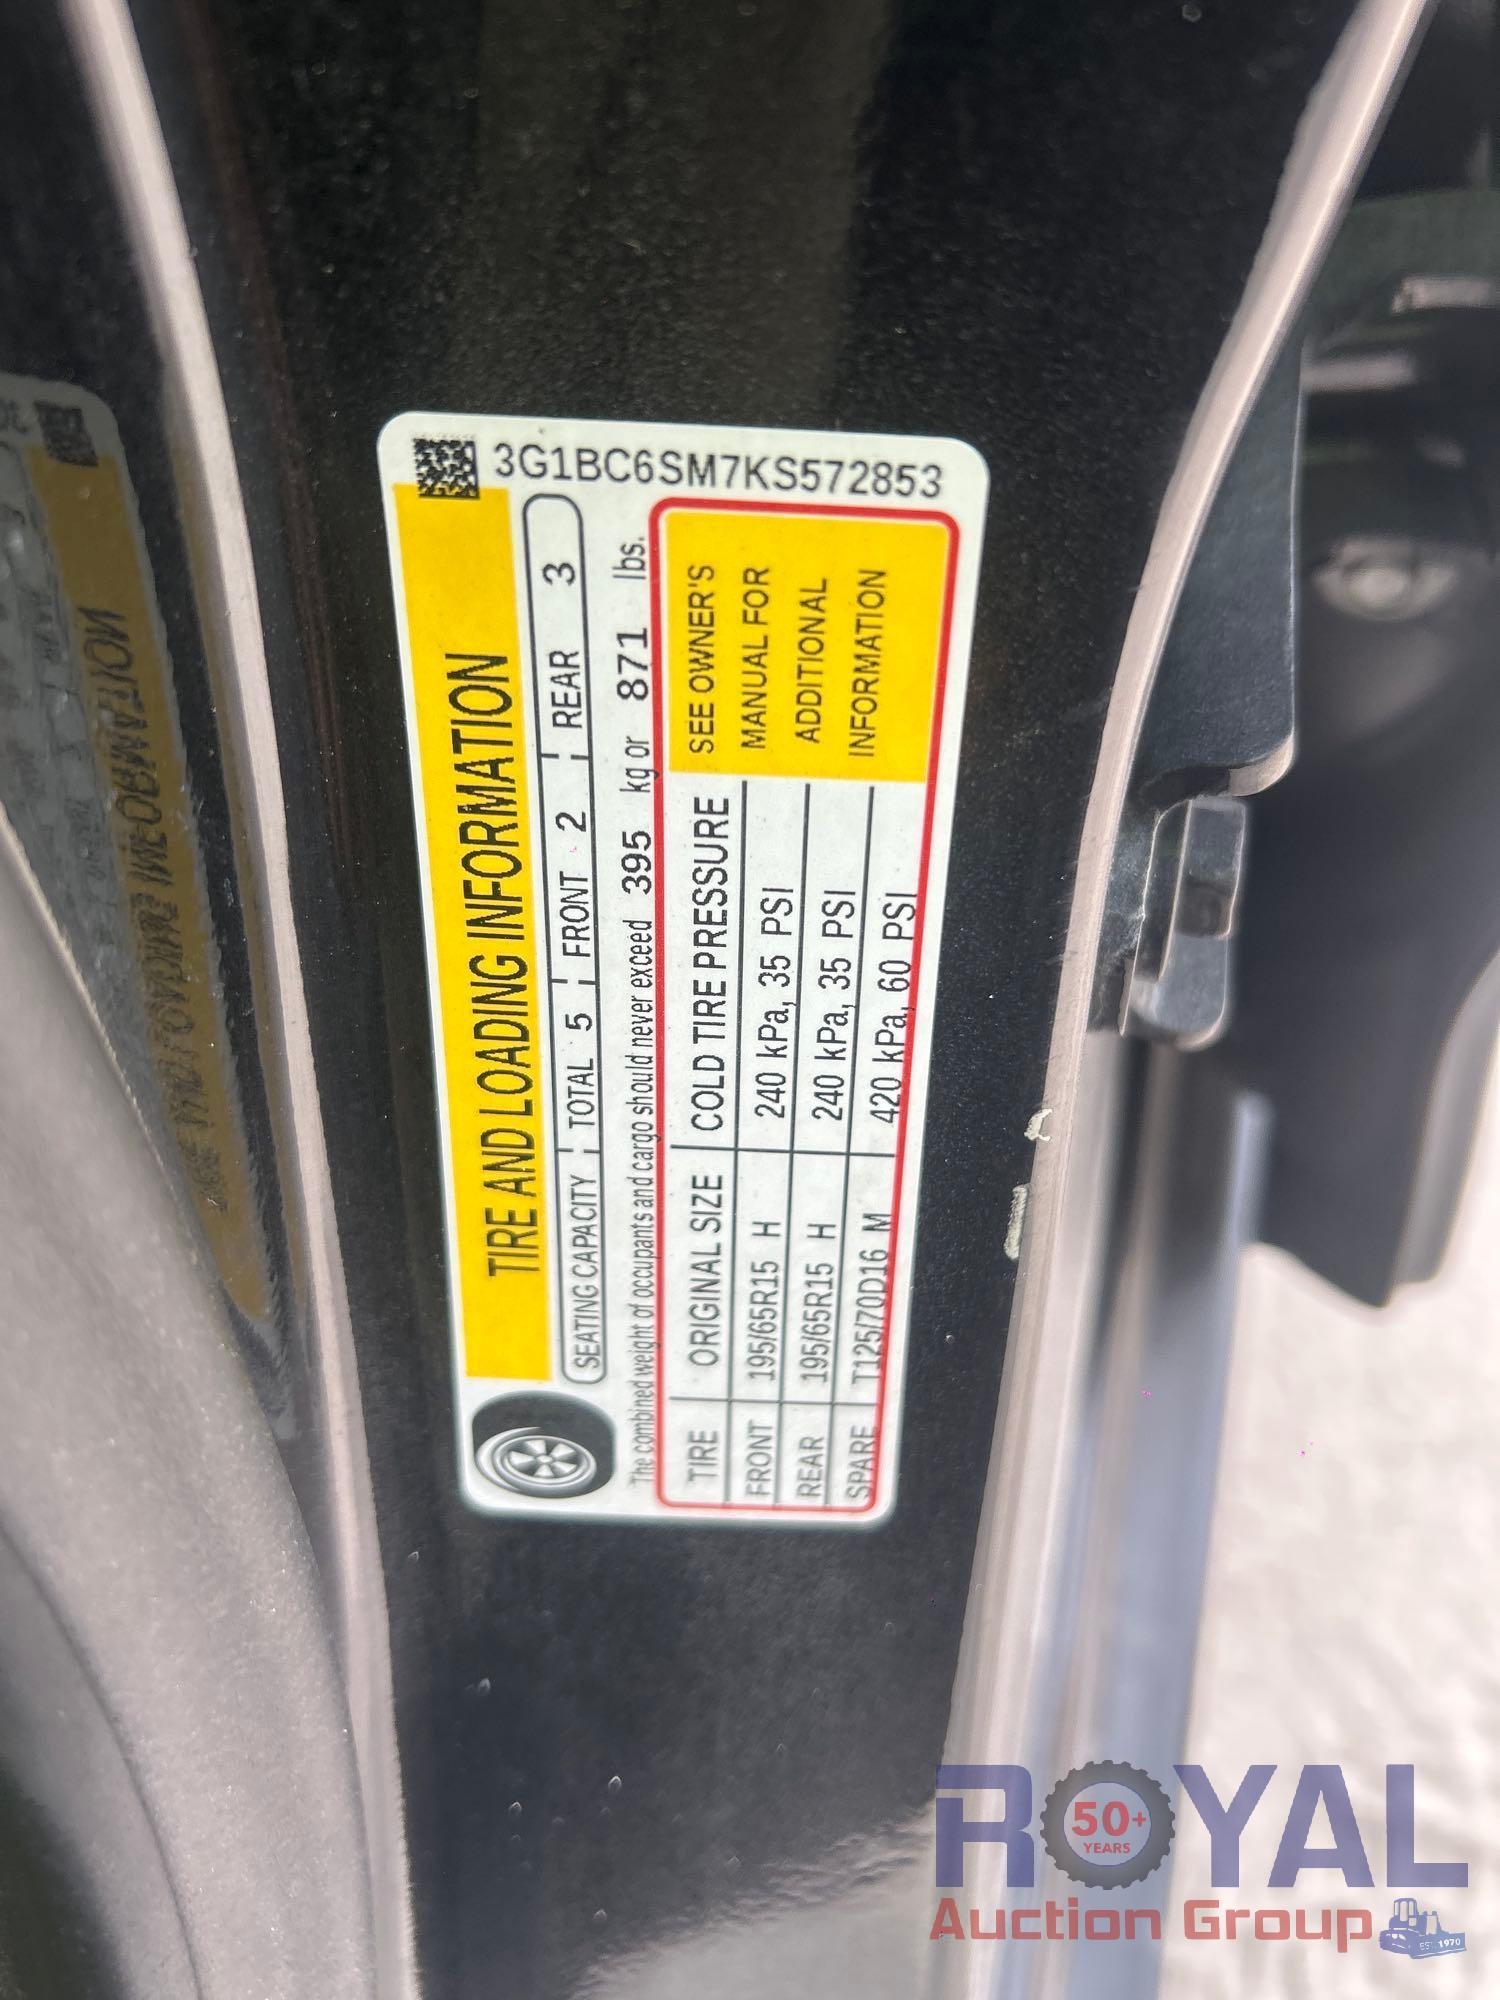 3G1BC6SM7KS572853
TIRE AND LOADING INFORMATION
SEATING CAPACITY TOTAL 5 FRONT 2 REAR 3
The combined weight of occupants and cargo should never exceed 395 kg or 871 lbs.
TIRE ORIGINAL SIZE COLD TIRE PRESSURE
FRONT 195/65R15 H 240 kPa, 35 PSI
REAR 195/65R15 H 240 kPa, 35 PSI
SPARE T125/70D16 M 420 kPa, 60 PSI
SEE OWNER'S
MANUAL FOR
ADDITIONAL
INFORMATION
ROYAL
50+
YEARS
Auction Group
EST. 1970